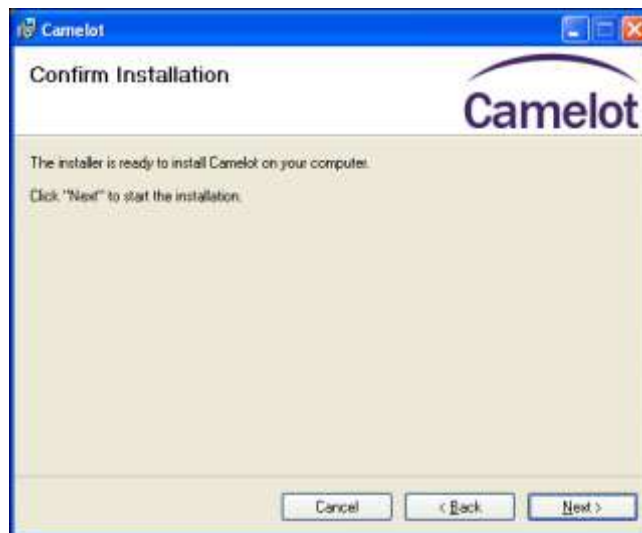 Camelot
Confirm Installation
Camelot
The installer is ready to install Camelot on your computer.
Click "Next" to start the installation.
Cancel
< Back
Next >